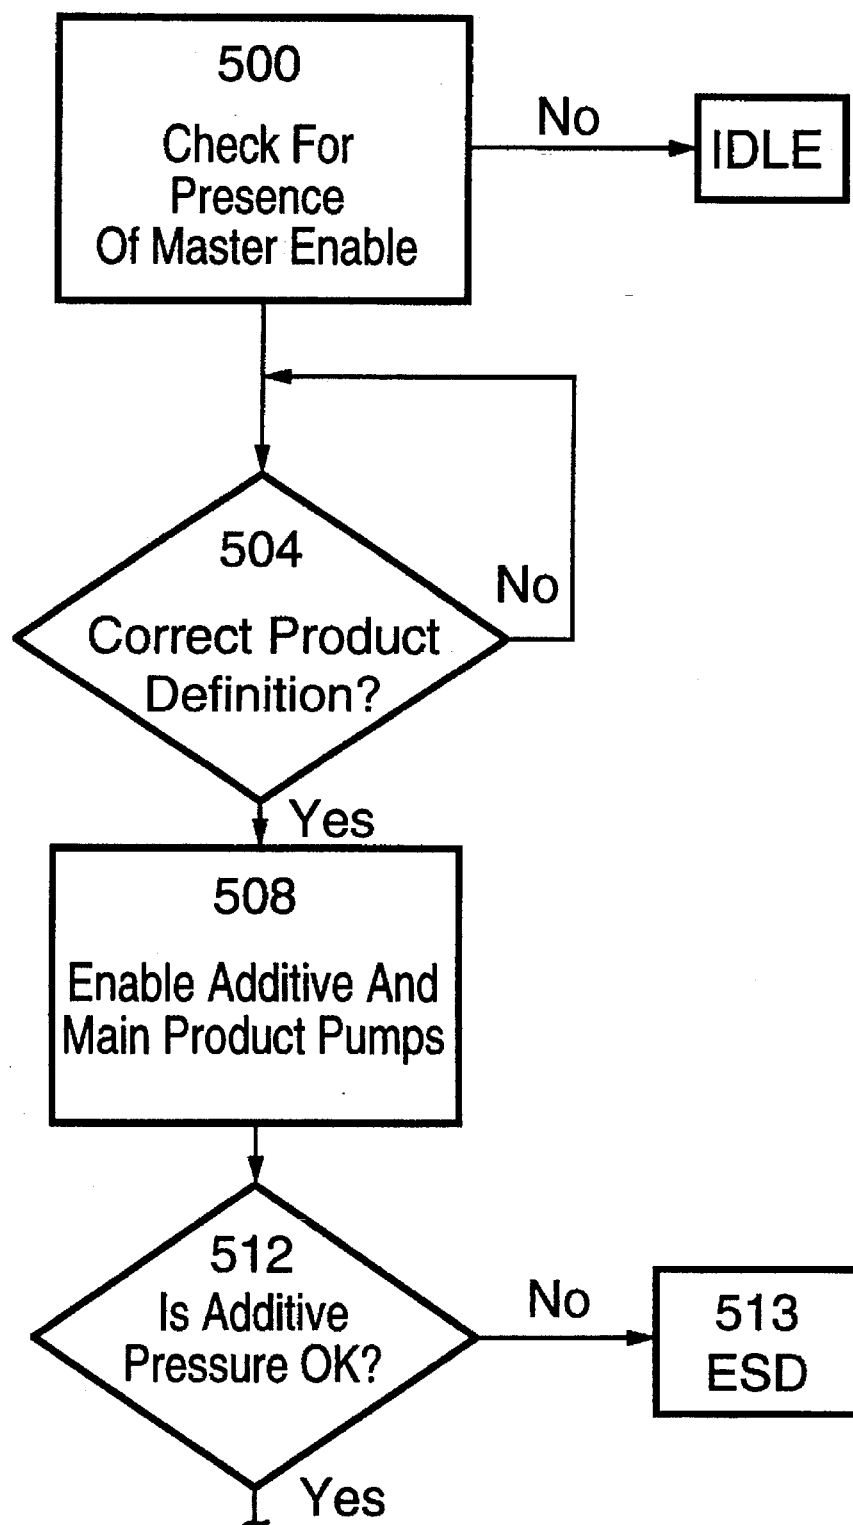 500
Check For
Presence
Of Master Enable
No
IDLE
504
Correct Product
Definition?
No
Yes
508
Enable Additive And
Main Product Pumps
512
Is Additive
Pressure OK?
No
513
ESD
Yes